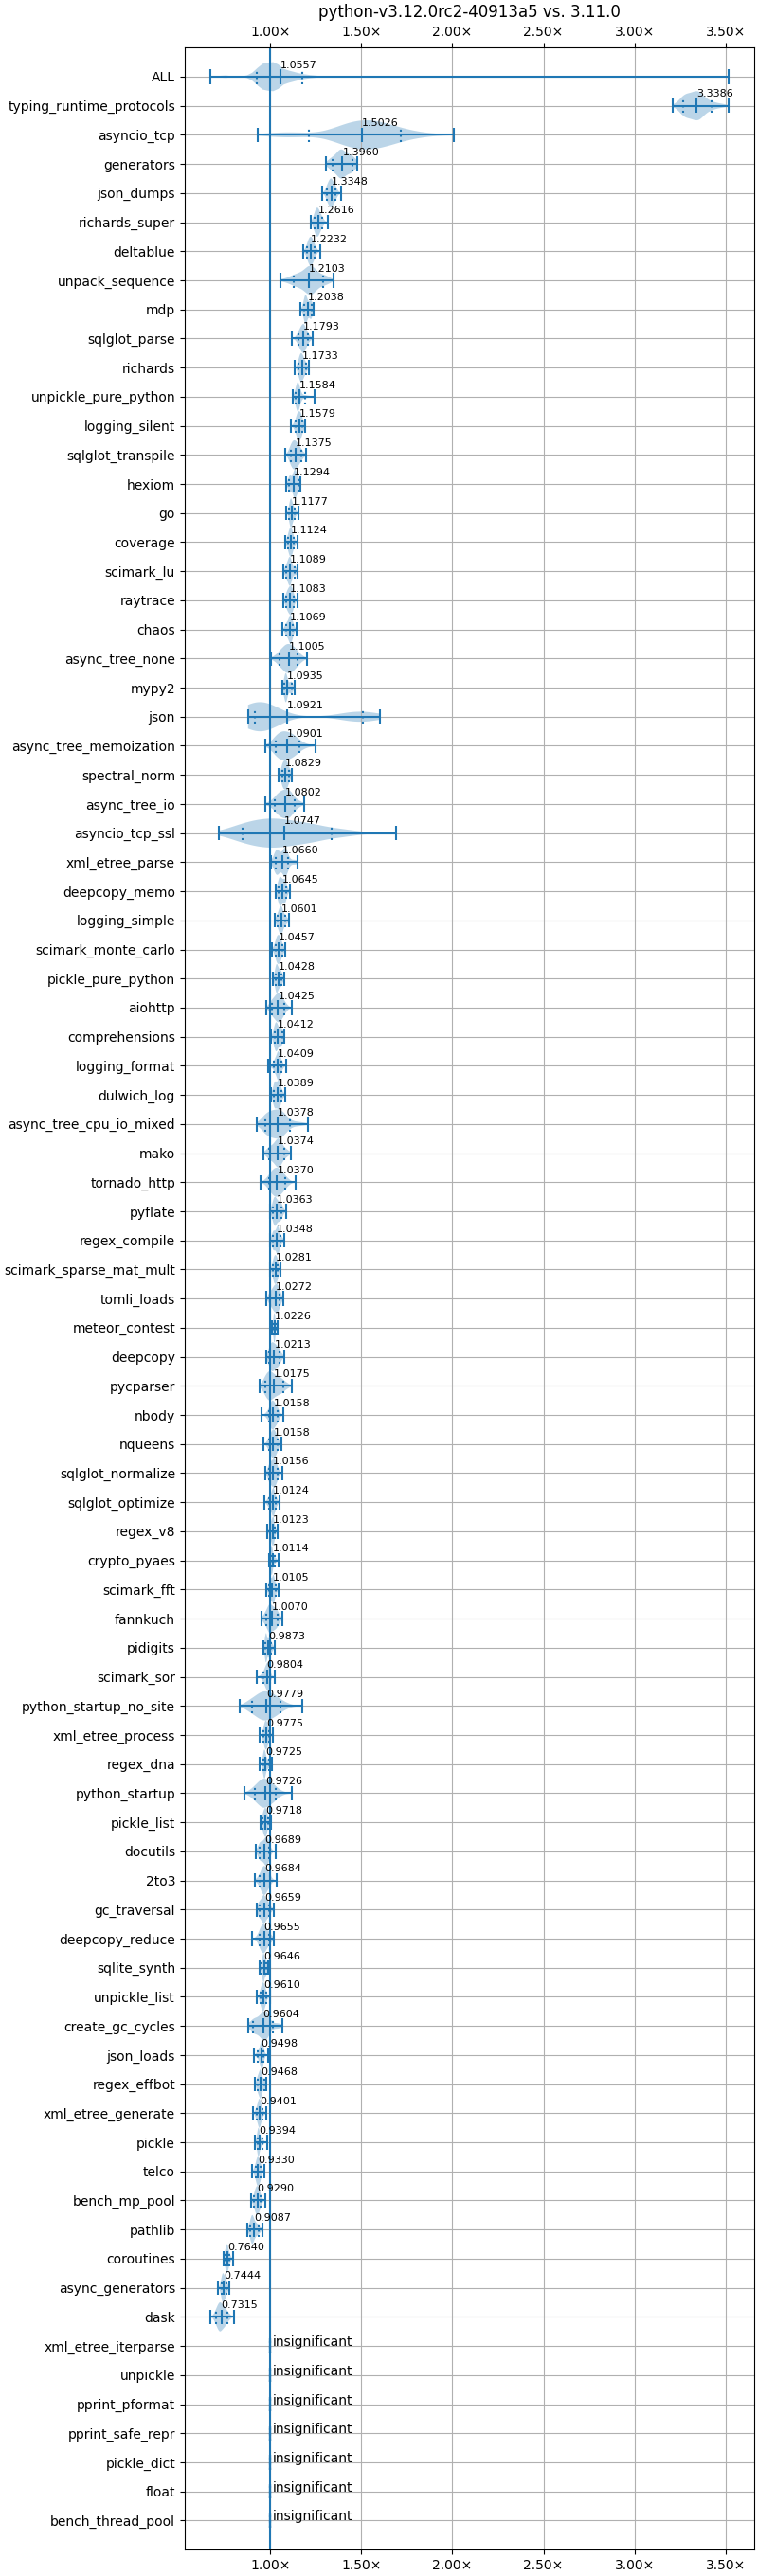 python-v3.12.0rc2-40913a5 vs. 3.11.0
1.00× 1.50× 2.00× 2.50× 3.00× 3.50×
ALL 1.0557
typing_runtime_protocols 3.3386
asyncio_tcp 1.5026
generators 1.3960
json_dumps 1.3348
richards_super 1.2616
deltablue 1.2232
unpack_sequence 1.2103
mdp 1.2038
sqlglot_parse 1.1793
richards 1.1733
unpickle_pure_python 1.1584
logging_silent 1.1579
sqlglot_transpile 1.1375
hexiom 1.1294
go 1.1177
coverage 1.1124
scimark_lu 1.1089
raytrace 1.1083
chaos 1.1069
async_tree_none 1.1005
mypy2 1.0935
json 1.0921
async_tree_memoization 1.0901
spectral_norm 1.0829
async_tree_io 1.0802
asyncio_tcp_ssl 1.0747
xml_etree_parse 1.0660
deepcopy_memo 1.0645
logging_simple 1.0601
scimark_monte_carlo 1.0457
pickle_pure_python 1.0428
aiohttp 1.0425
comprehensions 1.0412
logging_format 1.0409
dulwich_log 1.0389
async_tree_cpu_io_mixed 1.0378
mako 1.0374
tornado_http 1.0370
pyflate 1.0363
regex_compile 1.0348
scimark_sparse_mat_mult 1.0281
tomli_loads 1.0272
meteor_contest 1.0226
deepcopy 1.0213
pycparser 1.0175
nbody 1.0158
nqueens 1.0158
sqlglot_normalize 1.0156
sqlglot_optimize 1.0124
regex_v8 1.0123
crypto_pyaes 1.0114
scimark_fft 1.0105
fannkuch 1.0070
pidigits 0.9873
scimark_sor 0.9804
python_startup_no_site 0.9779
xml_etree_process 0.9775
regex_dna 0.9725
python_startup 0.9726
pickle_list 0.9718
docutils 0.9689
2to3 0.9684
gc_traversal 0.9659
deepcopy_reduce 0.9655
sqlite_synth 0.9646
unpickle_list 0.9610
create_gc_cycles 0.9604
json_loads 0.9498
regex_effbot 0.9468
xml_etree_generate 0.9401
pickle 0.9394
telco 0.9330
bench_mp_pool 0.9290
pathlib 0.9087
coroutines 0.7640
async_generators 0.7444
dask 0.7315
xml_etree_iterparse insignificant
unpickle insignificant
pprint_pformat insignificant
pprint_safe_repr insignificant
pickle_dict insignificant
float insignificant
bench_thread_pool insignificant
1.00× 1.50× 2.00× 2.50× 3.00× 3.50×